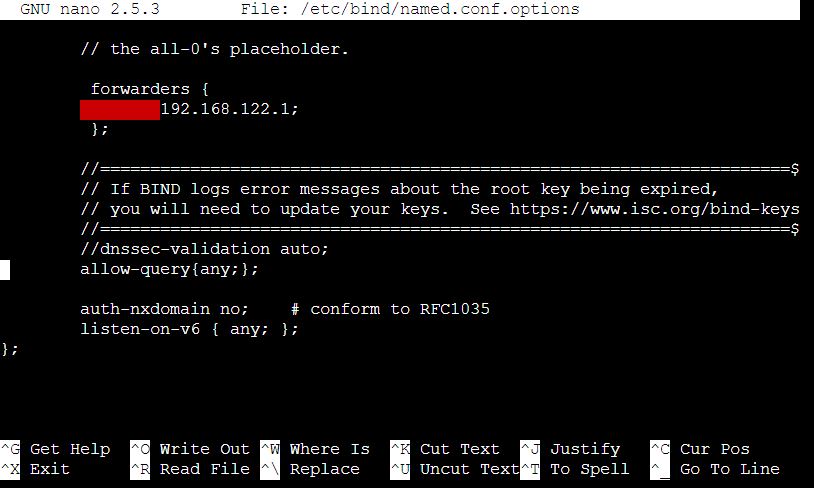 GNU nano 2.5.3        File: /etc/bind/named.conf.options
// the all-0's placeholder.
forwarders {
192.168.122.1;
};
//=====================================================================$
// If BIND logs error messages about the root key being expired,
// you will need to update your keys.  See https://www.isc.org/bind-keys
//=====================================================================$
//dnssec-validation auto;
allow-query{any;};
auth-nxdomain no;    # conform to RFC1035
listen-on-v6 { any; };
};
^G Get Help  ^O Write Out ^W Where Is  ^K Cut Text  ^J Justify   ^C Cur Pos
^X Exit      ^R Read File ^\ Replace   ^U Uncut Text^T To Spell  ^_ Go To Line